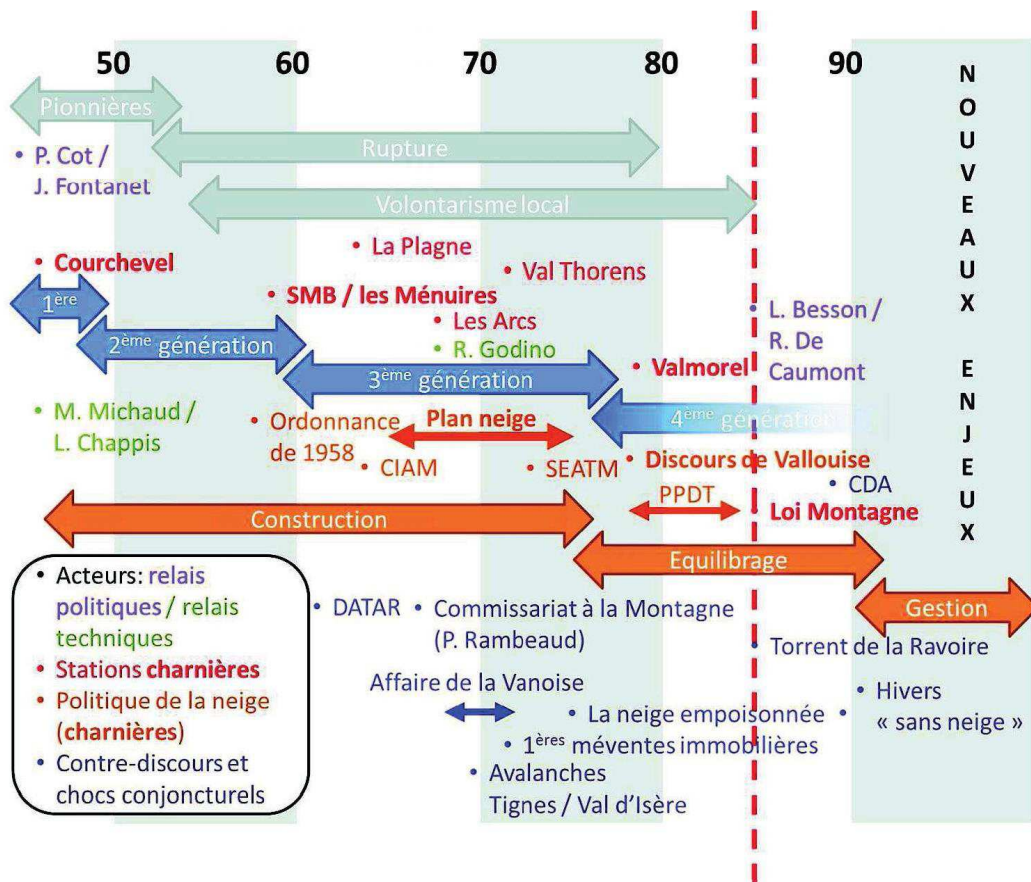 50 60 70 80 90
Pionnières
• P. Cot /
J. Fontanet
Rupture
Volontarisme local
• La Plagne
• Val Thorens
• Courchevel
• SMB / les Ménuires
• Les Arcs
• R. Godino
1ère
2ème génération
3ème génération
4ème génération
• L. Besson /
R. De
Caumont
• Valmorel
• M. Michaud /
L. Chappis
• Ordonnance
de 1958
Plan neige
• CIAM
• SEATM
• Discours de Vallouise
PPDT
• CDA
• Loi Montagne
Construction
Equilibrage
Gestion
NOUVEAUX ENJEUX
• Acteurs: relais
politiques / relais
techniques
• Stations charnières
• Politique de la neige
(charnières)
• Contre-discours et
chocs conjoncturels
• DATAR
• Commissariat à la Montagne
(P. Rambeaud)
• Torrent de la Ravoire
Affaire de la Vanoise
• La neige empoisonnée
• Hivers
« sans neige »
• 1ères méventes immobilières
• Avalanches
Tignes / Val d'Isère